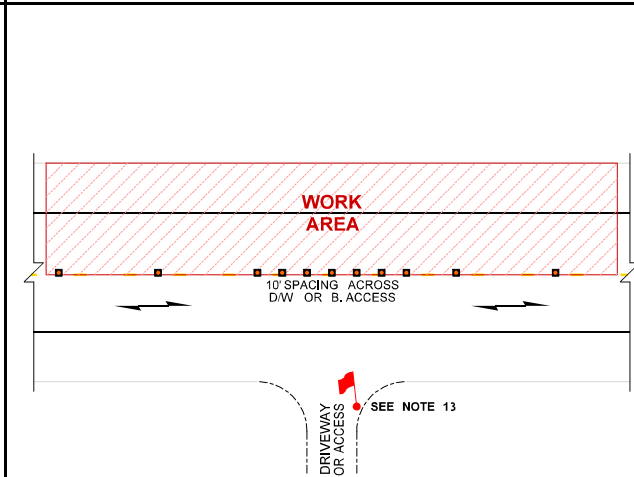 WORK
AREA
10' SPACING ACROSS
D/W OR B. ACCESS
SEE NOTE 13
DRIVEWAY
OR ACCESS